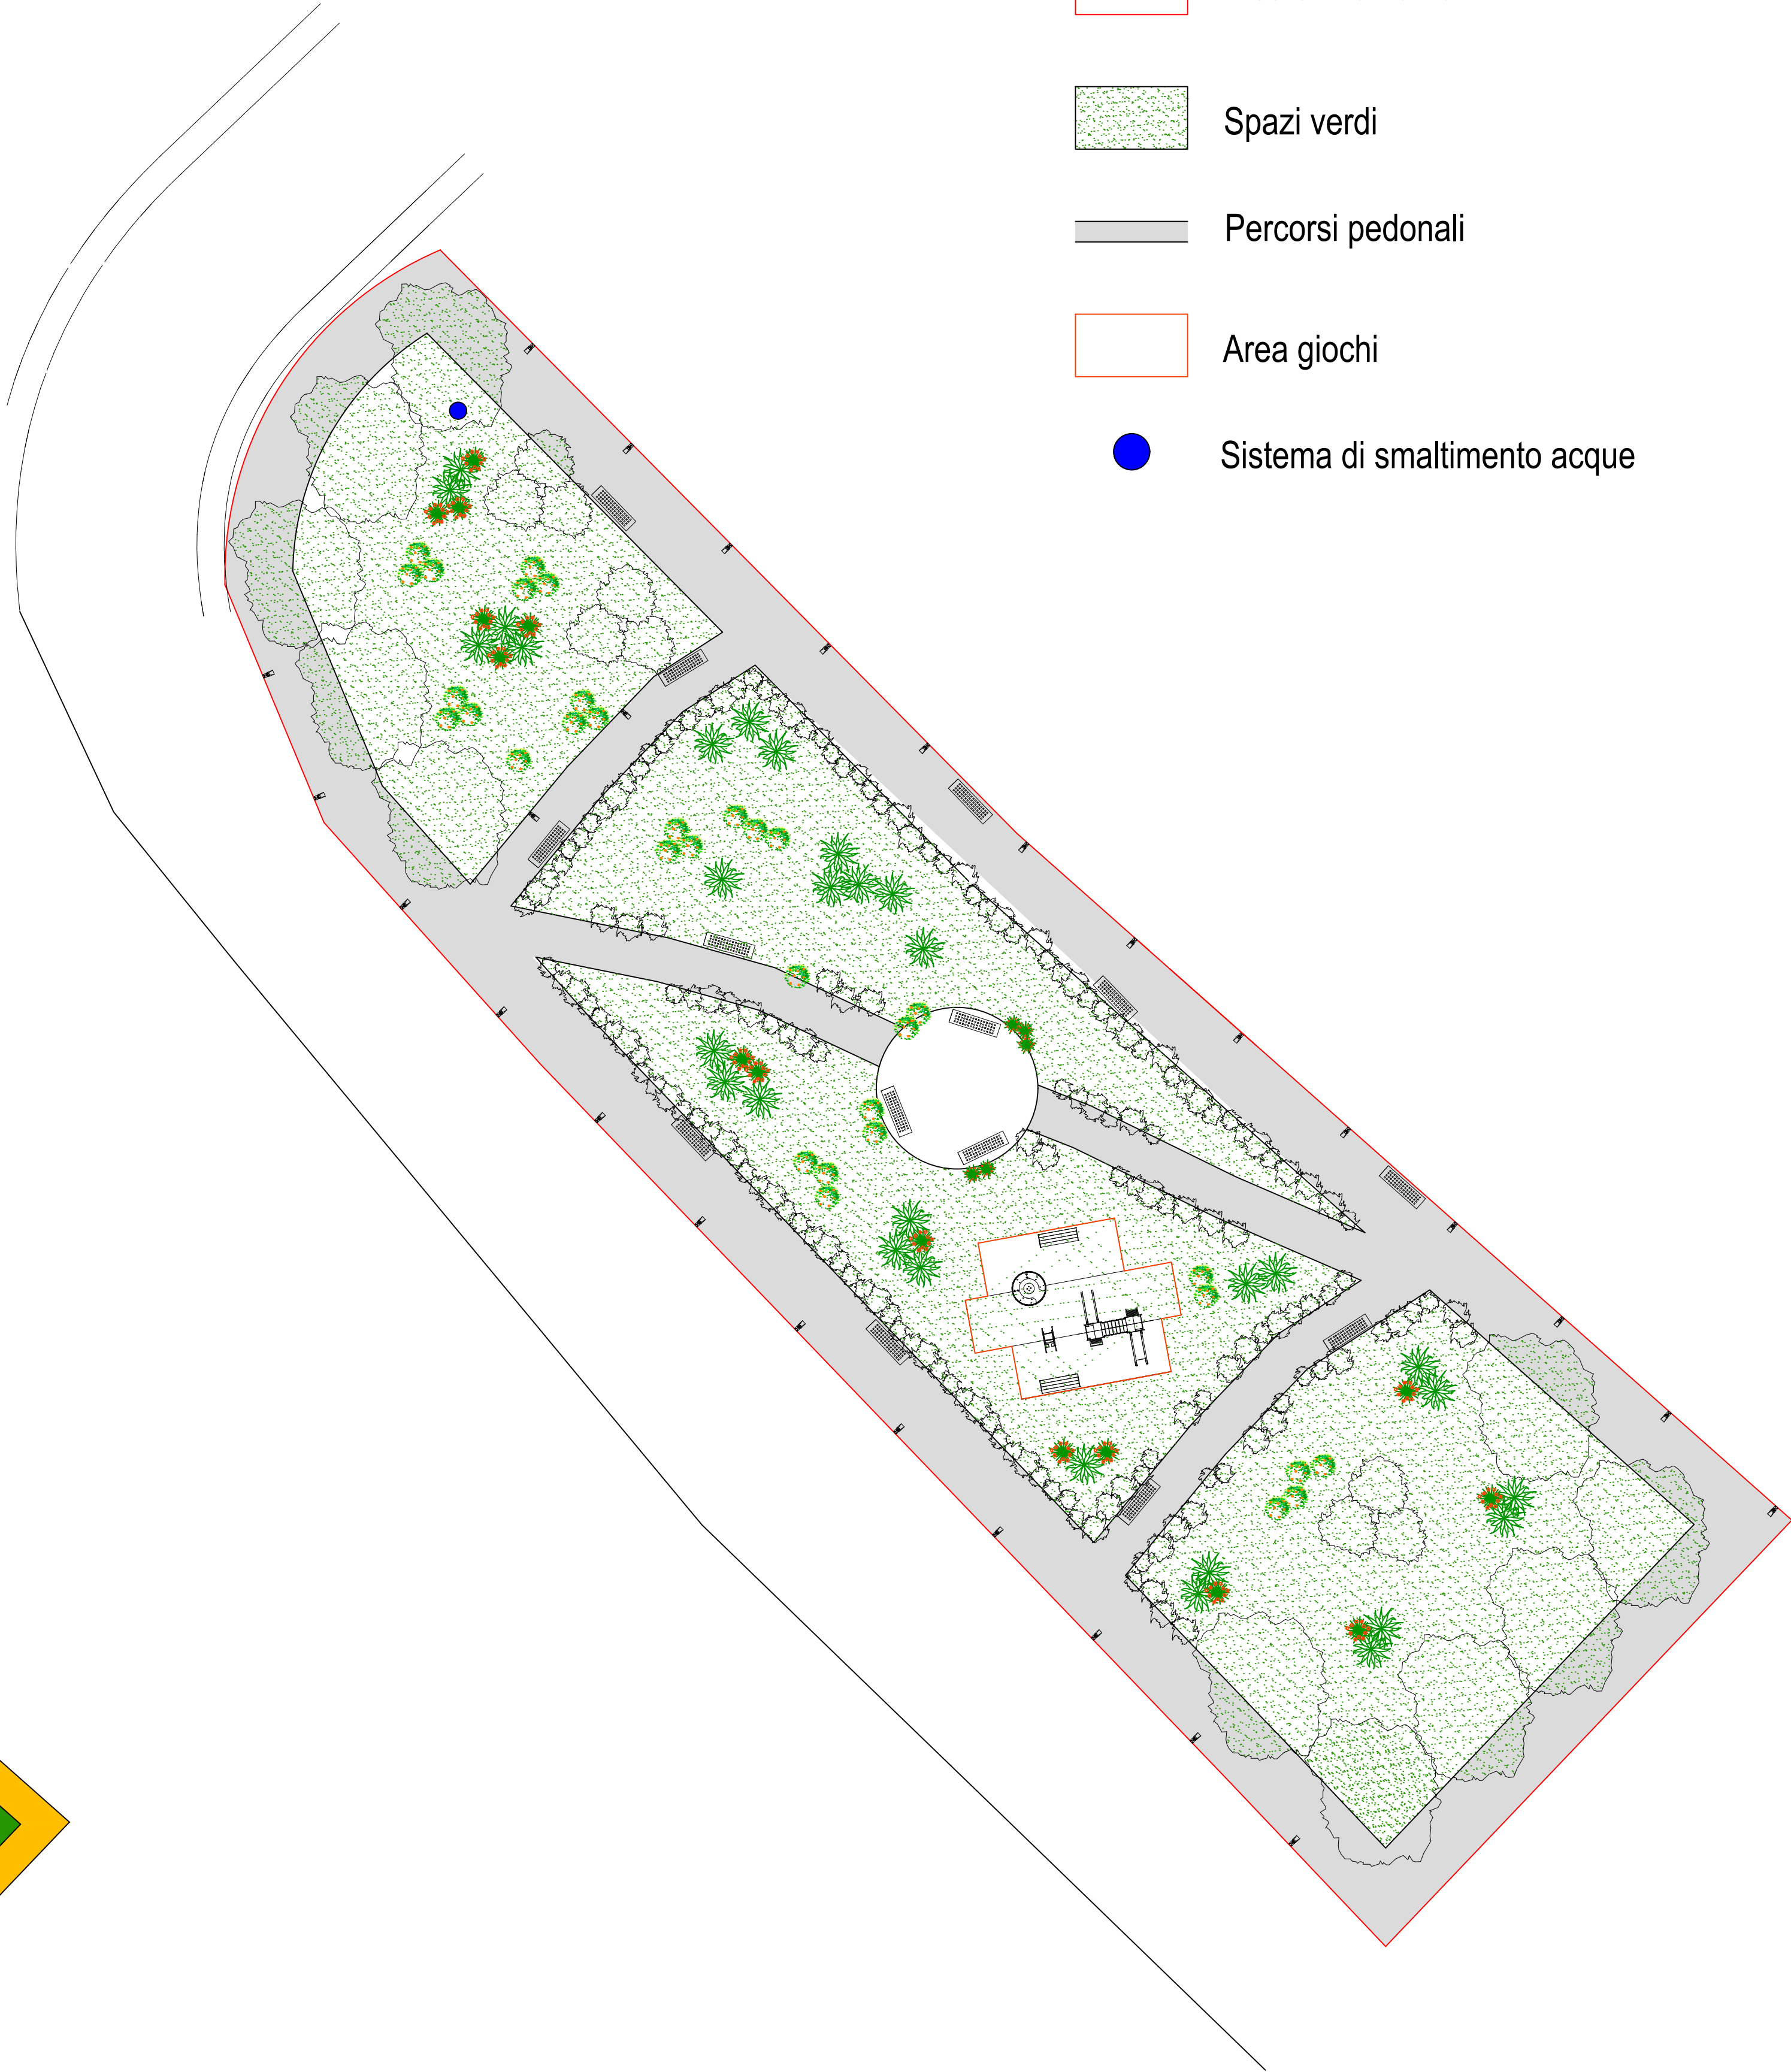 Spazi verdi
Percorsi pedonali
Area giochi
Sistema di smaltimento acque